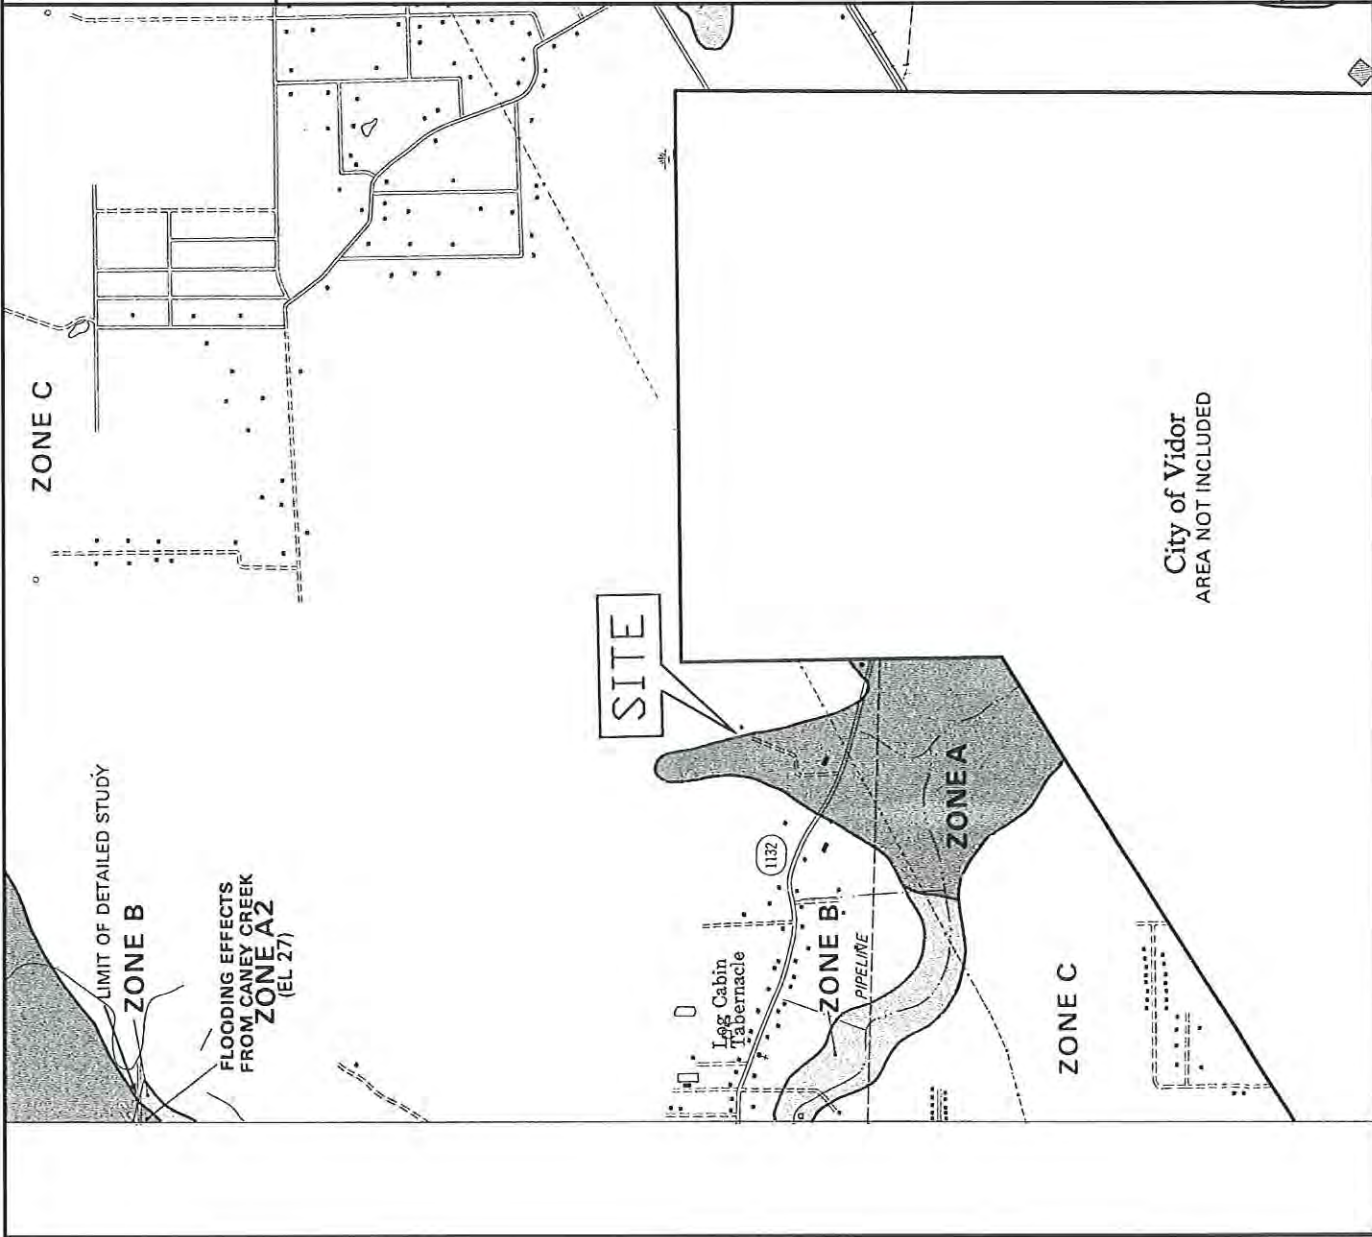 ZONE C
City of Vidor
AREA NOT INCLUDED
SITE
LIMIT OF DETAILED STUDY
ZONE B
FLOODING EFFECTS
FROM CANEY CREEK
ZONE A2
(EL 27)
1132
ZONE A
Log Cabin
Tabernacle
ZONE B
PIPELINE
ZONE C